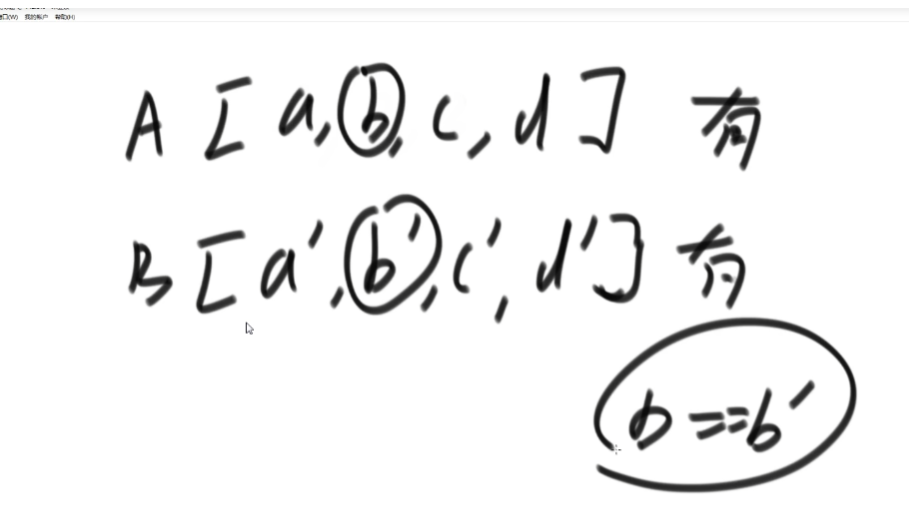 窗口(W) 我的帐户 帮助(H)
A [a, b, c, d] 有
B [a', b', c', d'] 有
b == b'